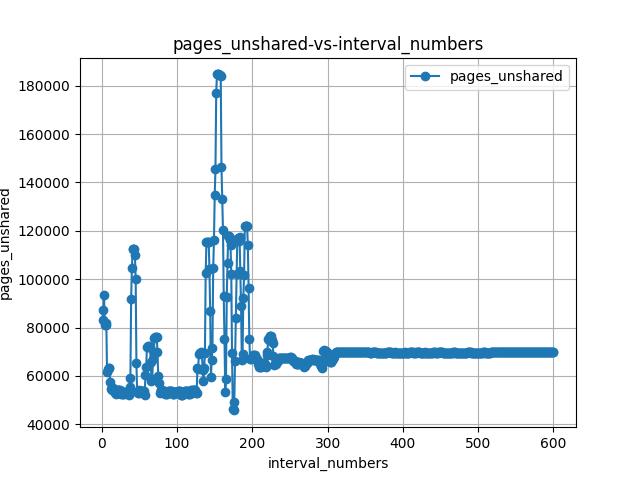 pages_unshared-vs-interval_numbers
pages_unshared
180000
160000
140000
120000
100000
80000
60000
40000
pages_unshared
0 100 200 300 400 500 600
interval_numbers